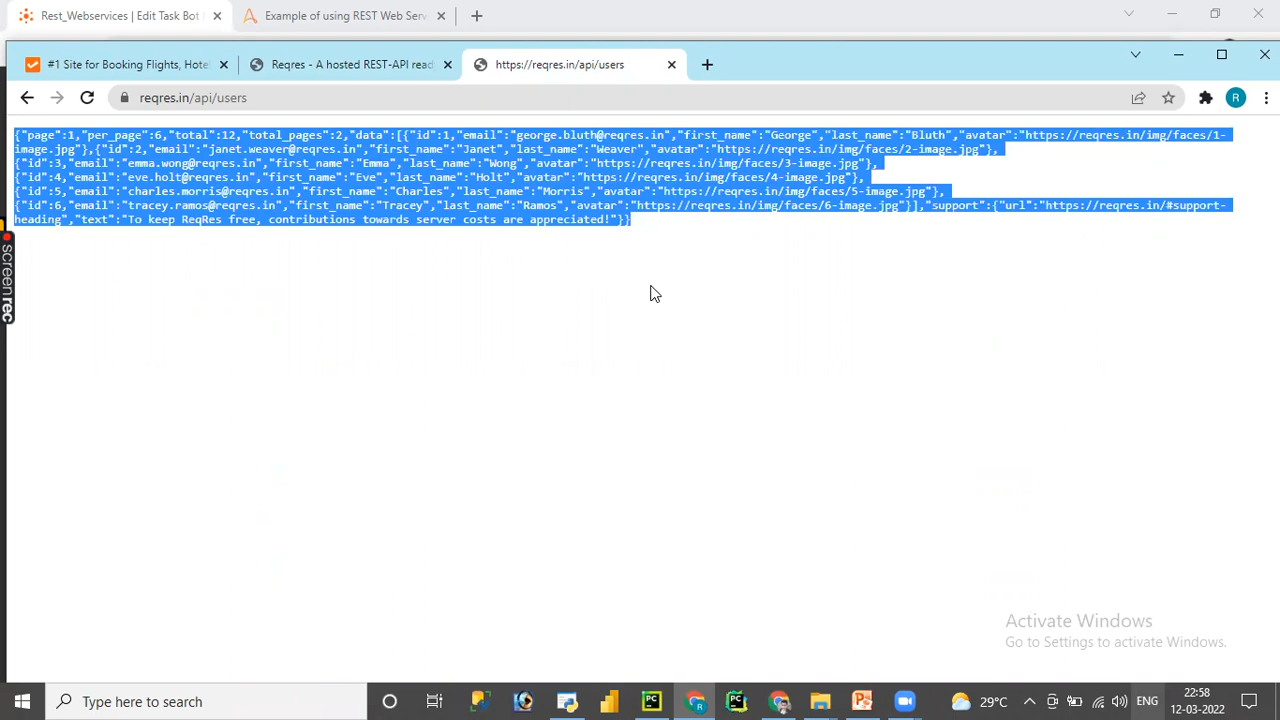 Rest_Webservices | Edit Task Bot
Example of using REST Web Serv
#1 Site for Booking Flights, Hote
Reqres - A hosted REST-API read
https://reqres.in/api/users
reqres.in/api/users
R
{"page":1,"per_page":6,"total":12,"total_pages":2,"data":[{"id":1,"email":"george.bluth@reqres.in","first_name":"George","last_name":"Bluth","avatar":"https://reqres.in/img/faces/1-
image.jpg"},{"id":2,"email":"janet.weaver@reqres.in","first_name":"Janet","last_name":"Weaver","avatar":"https://reqres.in/img/faces/2-image.jpg"},
{"id":3,"email":"emma.wong@reqres.in","first_name":"Emma","last_name":"Wong","avatar":"https://reqres.in/img/faces/3-image.jpg"},
{"id":4,"email":"eve.holt@reqres.in","first_name":"Eve","last_name":"Holt","avatar":"https://reqres.in/img/faces/4-image.jpg"},
{"id":5,"email":"charles.morris@reqres.in","first_name":"Charles","last_name":"Morris","avatar":"https://reqres.in/img/faces/5-image.jpg"},
{"id":6,"email":"tracey.ramos@reqres.in","first_name":"Tracey","last_name":"Ramos","avatar":"https://reqres.in/img/faces/6-image.jpg"}],"support":{"url":"https://reqres.in/#support-
heading","text":"To keep ReqRes free, contributions towards server costs are appreciated!"}}
screenrec
Activate Windows
Go to Settings to activate Windows.
Type here to search
PC
R
PC
29°C
ENG
22:58
12-03-2022